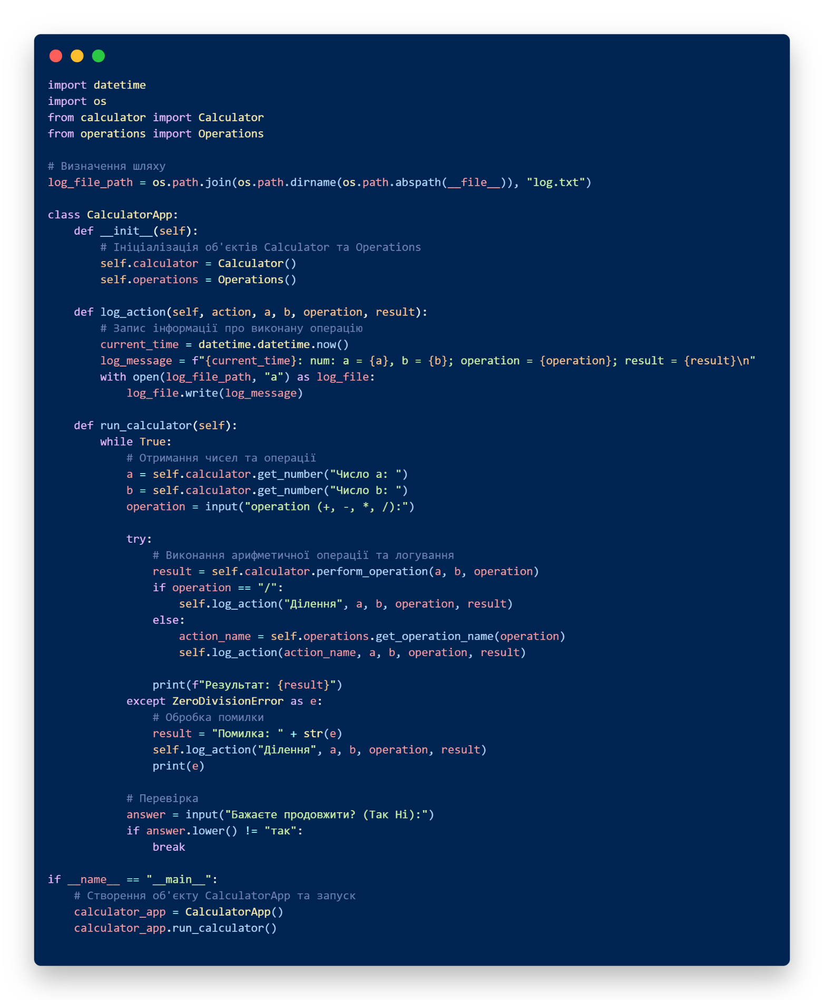 import datetime
import os
from calculator import Calculator
from operations import Operations

# Визначення шляху
log_file_path = os.path.join(os.path.dirname(os.path.abspath(__file__)), "log.txt")

class CalculatorApp:
    def __init__(self):
        # Ініціалізація об'єктів Calculator та Operations
        self.calculator = Calculator()
        self.operations = Operations()

    def log_action(self, action, a, b, operation, result):
        # Запис інформації про виконану операцію
        current_time = datetime.datetime.now()
        log_message = f"{current_time}: num: a = {a}, b = {b}; operation = {operation}; result = {result}\n"
        with open(log_file_path, "a") as log_file:
            log_file.write(log_message)

    def run_calculator(self):
        while True:
            # Отримання чисел та операції
            a = self.calculator.get_number("Число a: ")
            b = self.calculator.get_number("Число b: ")
            operation = input("operation (+, -, *, /):")

            try:
                # Виконання арифметичної операції та логування
                result = self.calculator.perform_operation(a, b, operation)
                if operation == "/":
                    self.log_action("Ділення", a, b, operation, result)
                else:
                    action_name = self.operations.get_operation_name(operation)
                    self.log_action(action_name, a, b, operation, result)

                print(f"Результат: {result}")
            except ZeroDivisionError as e:
                # Обробка помилки
                result = "Помилка: " + str(e)
                self.log_action("Ділення", a, b, operation, result)
                print(e)

            # Перевірка
            answer = input("Бажаєте продовжити? (Так Ні):")
            if answer.lower() != "так":
                break

if __name__ == "__main__":
    # Створення об'єкту CalculatorApp та запуск
    calculator_app = CalculatorApp()
    calculator_app.run_calculator()